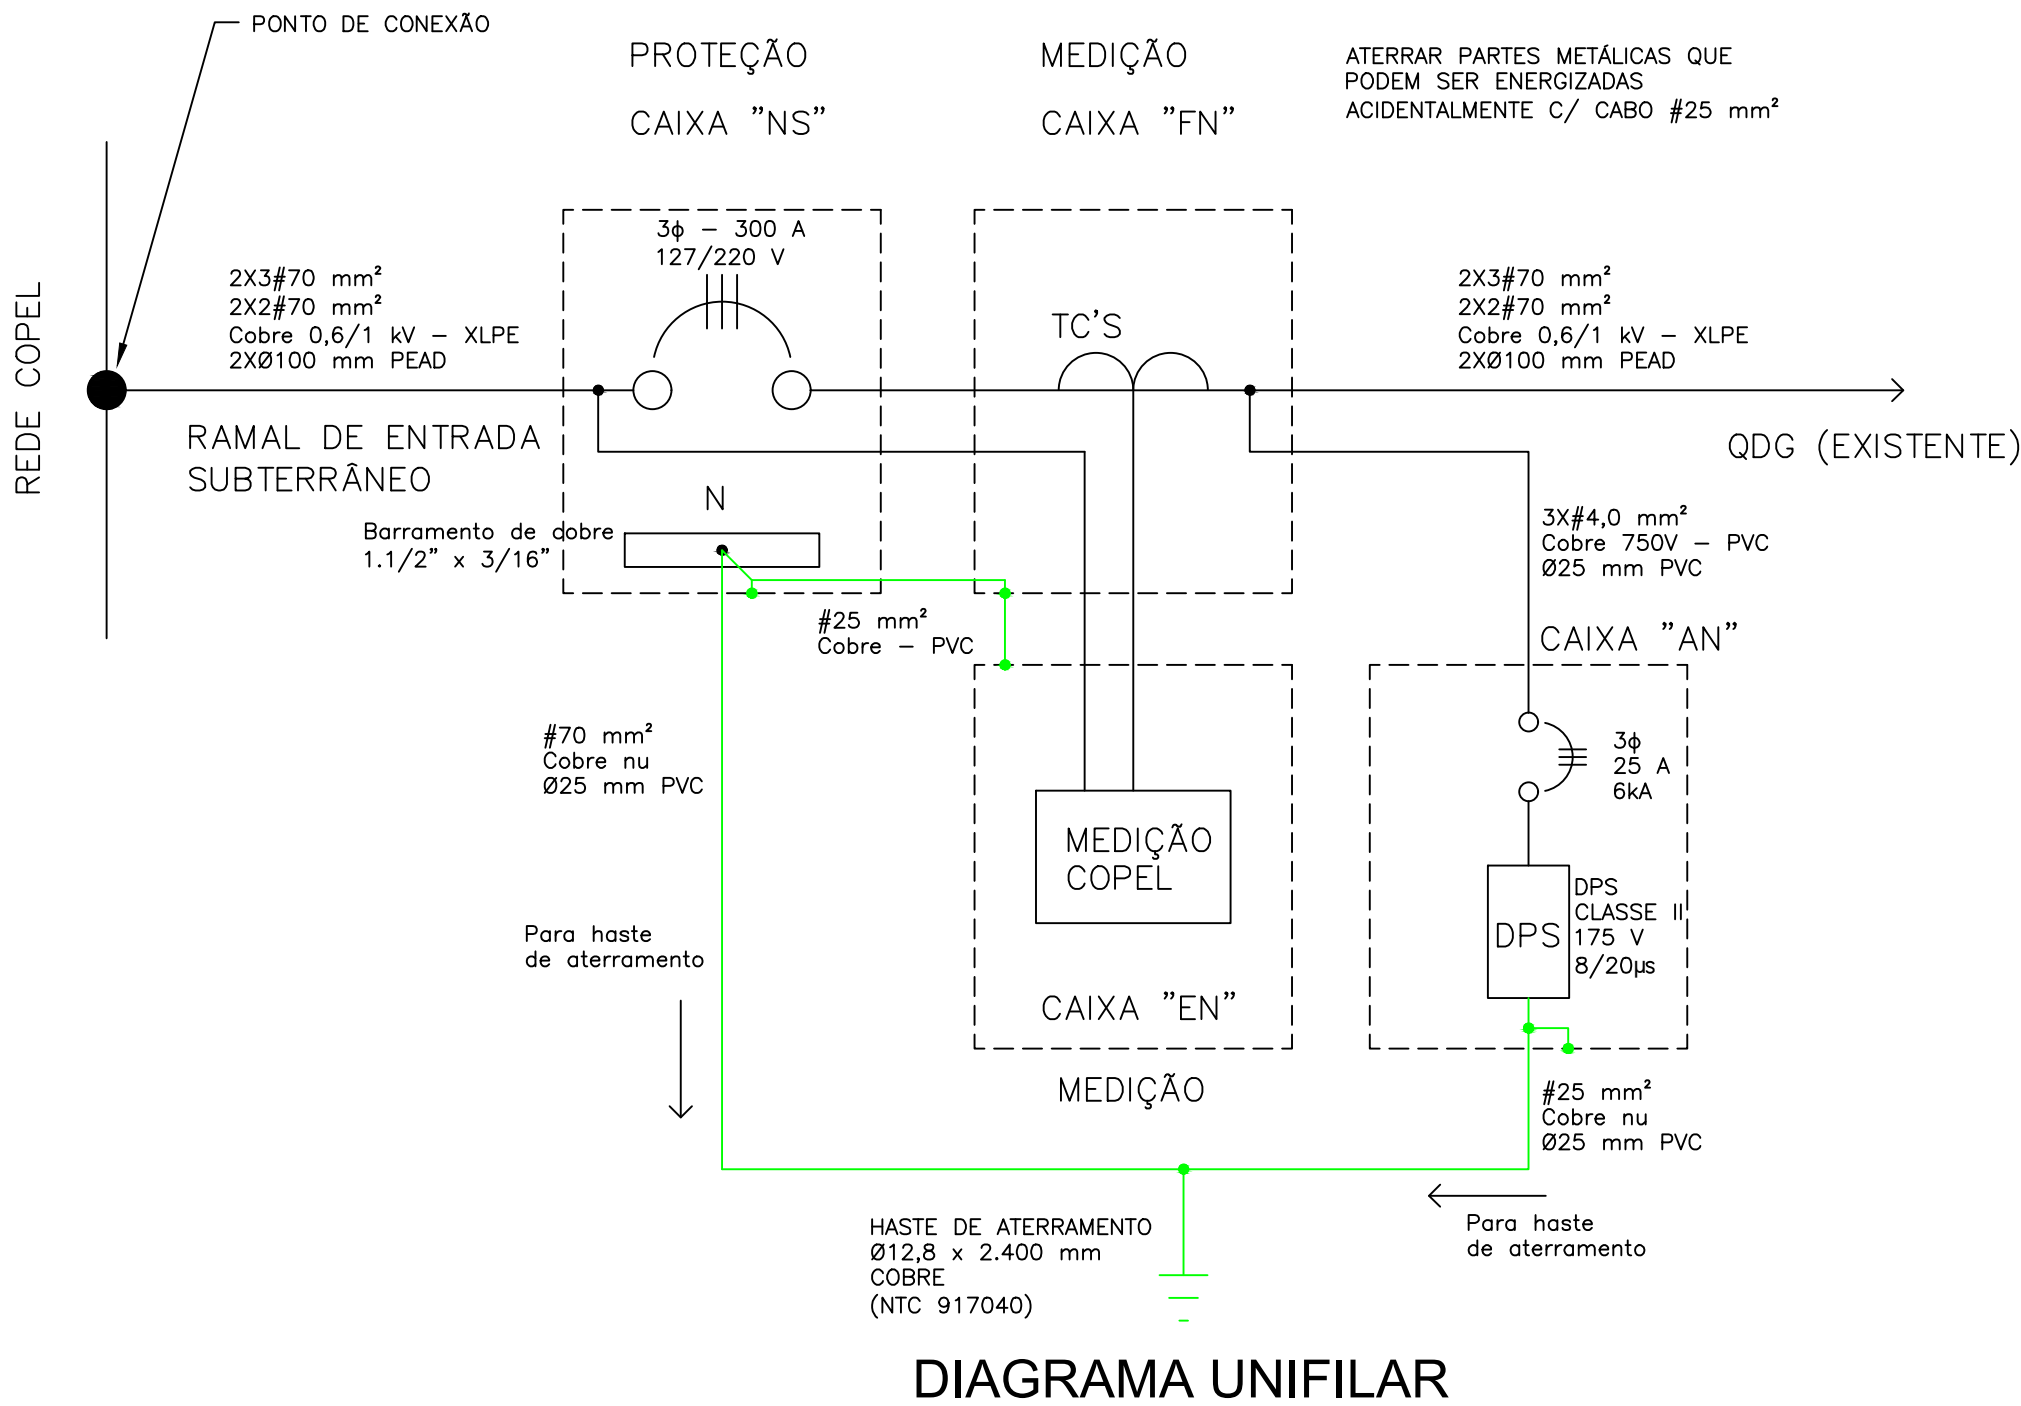 PONTO DE CONEXÃO
PROTEÇÃO
CAIXA "NS"
MEDIÇÃO
CAIXA "FN"
ATERRAR PARTES METÁLICAS QUE
PODEM SER ENERGIZADAS
ACIDENTALMENTE C/ CABO #25 mm²
REDE COPEL
2X3#70 mm²
2X2#70 mm²
Cobre 0,6/1 kV – XLPE
2XØ100 mm PEAD
RAMAL DE ENTRADA
SUBTERRÂNEO
3ϕ – 300 A
127/220 V
TC'S
2X3#70 mm²
2X2#70 mm²
Cobre 0,6/1 kV – XLPE
2XØ100 mm PEAD
QDG (EXISTENTE)
N
Barramento de dobre
1.1/2" x 3/16"
#25 mm²
Cobre – PVC
3X#4,0 mm²
Cobre 750V – PVC
Ø25 mm PVC
CAIXA "AN"
#70 mm²
Cobre nu
Ø25 mm PVC
3ϕ
25 A
6kA
MEDIÇÃO
COPEL
DPS
DPS
CLASSE II
175 V
8/20µs
Para haste
de aterramento
CAIXA "EN"
MEDIÇÃO
#25 mm²
Cobre nu
Ø25 mm PVC
HASTE DE ATERRAMENTO
Ø12,8 x 2.400 mm
COBRE
(NTC 917040)
Para haste
de aterramento
DIAGRAMA UNIFILAR